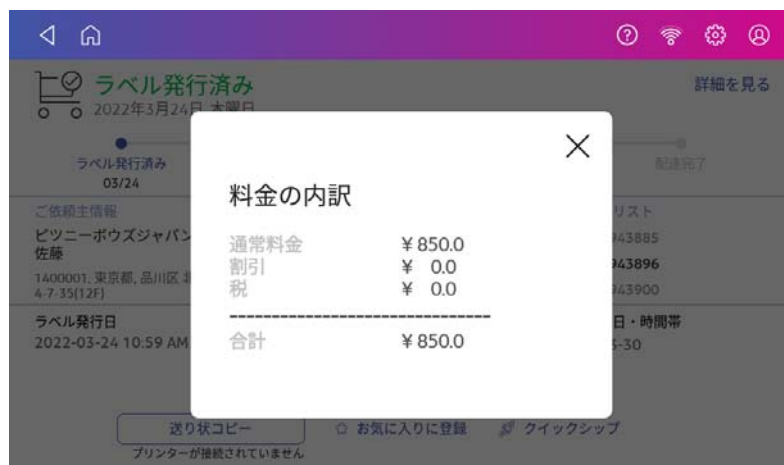 ラベル発行済み
2022年3月24日 木曜日
詳細を見る
ラベル発行済み
03/24
配達完了
料金の内訳
通常料金 ¥ 850.0
割引 ¥ 0.0
税 ¥ 0.0
--------------------------------
合計 ¥ 850.0
ご依頼主情報
ピツニーボウズジャパン
佐藤
1400001, 東京都, 品川区
4-7-35(12F)
リスト
943885
943896
943900
ラベル発行日
2022-03-24 10:59 AM
日・時間帯
-30
送り状コピー
お気に入りに登録
クイックシップ
プリンターが接続されていません